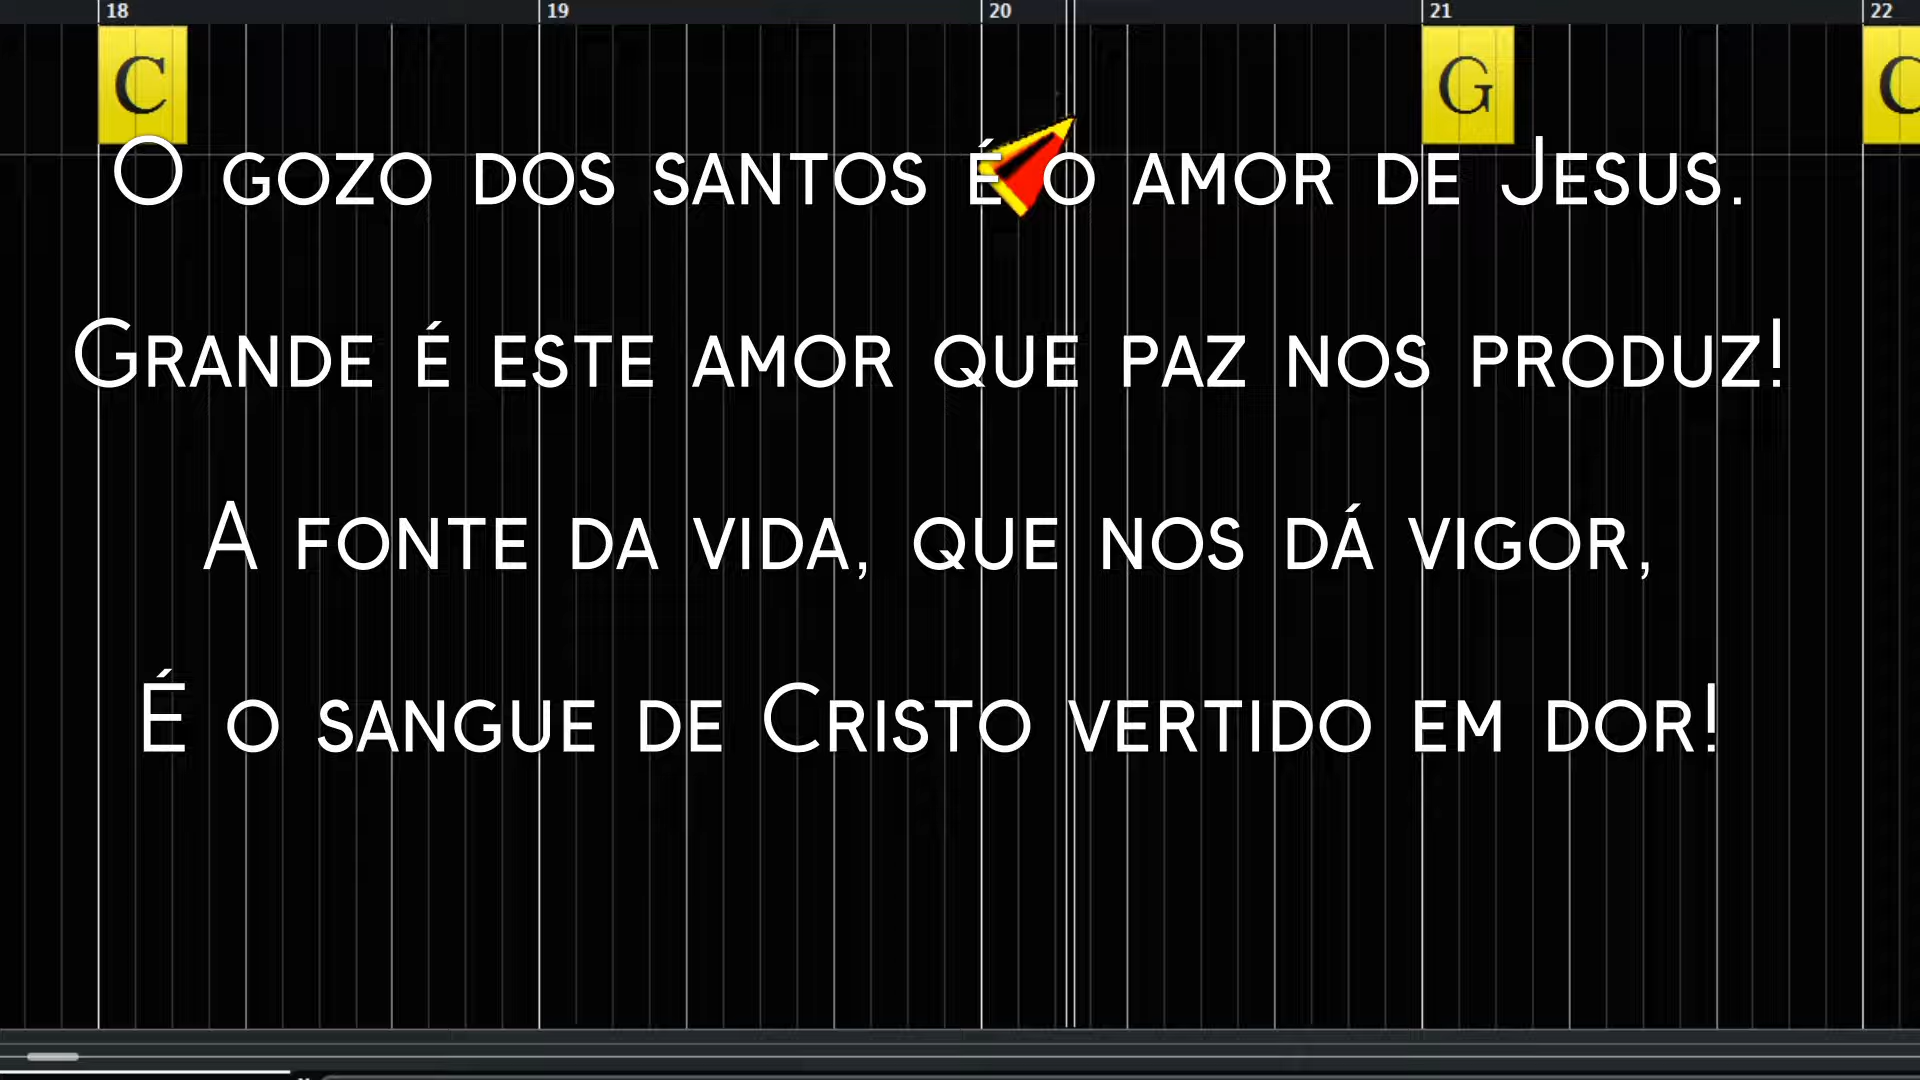 18 19 20 21 22
C G C
O gozo dos santos é o amor de Jesus.
Grande é este amor que paz nos produz!
A fonte da vida, que nos dá vigor,
É o sangue de Cristo vertido em dor!